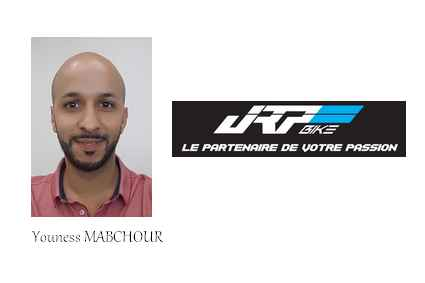 JRP
BIKE
LE PARTENAIRE DE VOTRE PASSION
Youness MABCHOUR